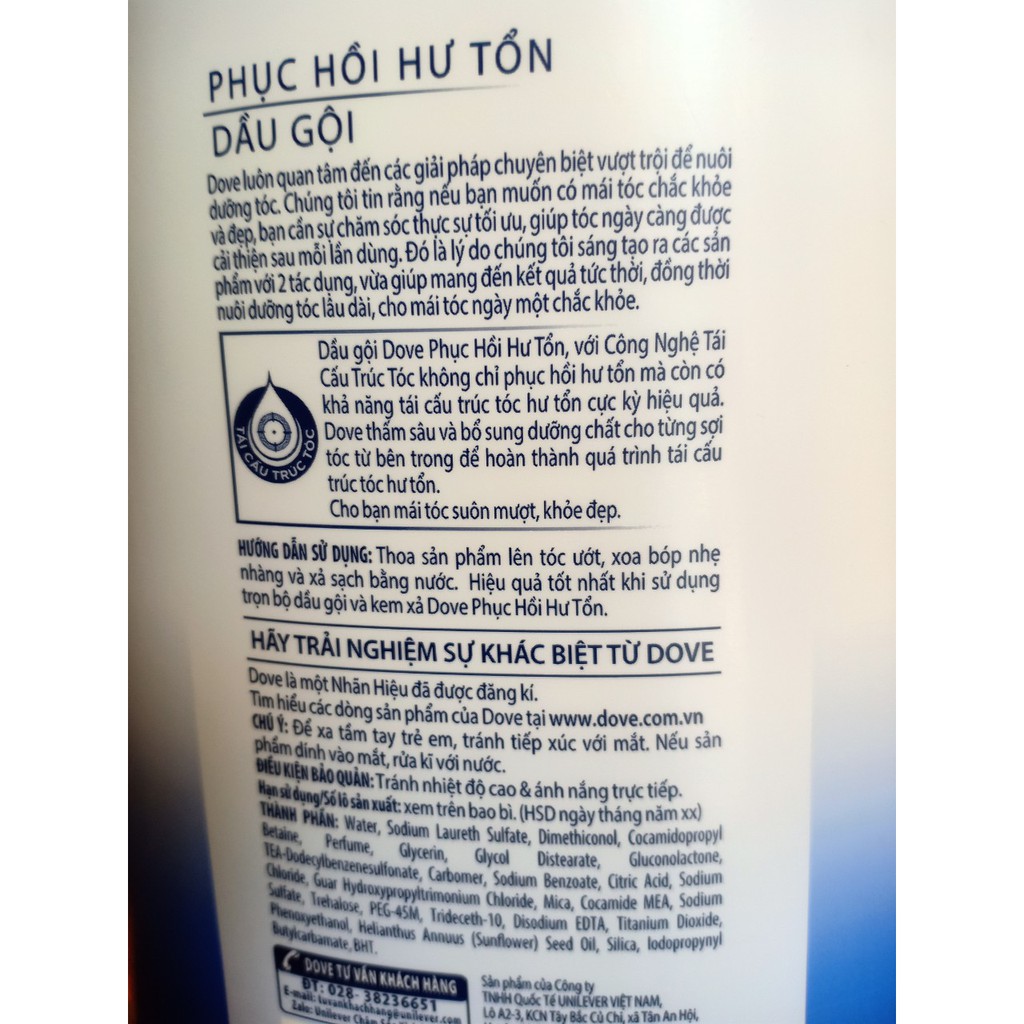 PHỤC HỒI HƯ TỔN
DẦU GỘI
Dove luôn quan tâm đến các giải pháp chuyên biệt vượt trội để nuôi
dưỡng tóc. Chúng tôi tin rằng nếu bạn muốn có mái tóc chắc khỏe
và đẹp, bạn cần sự chăm sóc thực sự tối ưu, giúp tóc ngày càng được
cải thiện sau mỗi lần dùng. Đó là lý do chúng tôi sáng tạo ra các sản
phẩm với 2 tác dụng, vừa giúp mang đến kết quả tức thời, đồng thời
nuôi dưỡng tóc lâu dài, cho mái tóc ngày một chắc khỏe.
TÁI CẤU TRÚC TÓC
Dầu gội Dove Phục Hồi Hư Tổn, với Công Nghệ Tái
Cấu Trúc Tóc không chỉ phục hồi hư tổn mà còn có
khả năng tái cấu trúc tóc hư tổn cực kỳ hiệu quả.
Dove thấm sâu và bổ sung dưỡng chất cho từng sợi
tóc từ bên trong để hoàn thành quá trình tái cấu
trúc tóc hư tổn.
Cho bạn mái tóc suôn mượt, khỏe đẹp.
HƯỚNG DẪN SỬ DỤNG: Thoa sản phẩm lên tóc ướt, xoa bóp nhẹ
nhàng và xả sạch bằng nước. Hiệu quả tốt nhất khi sử dụng
trọn bộ dầu gội và kem xả Dove Phục Hồi Hư Tổn.
HÃY TRẢI NGHIỆM SỰ KHÁC BIỆT TỪ DOVE
Dove là một Nhãn Hiệu đã được đăng kí.
Tìm hiểu các dòng sản phẩm của Dove tại www.dove.com.vn
CHÚ Ý: Để xa tầm tay trẻ em, tránh tiếp xúc với mắt. Nếu sản
phẩm dính vào mắt, rửa kĩ với nước.
ĐIỀU KIỆN BẢO QUẢN: Tránh nhiệt độ cao & ánh nắng trực tiếp.
Hạn sử dụng/Số lô sản xuất: xem trên bao bì. (HSD ngày tháng năm xx)
THÀNH PHẦN: Water, Sodium Laureth Sulfate, Dimethiconol, Cocamidopropyl
Betaine, Perfume, Glycerin, Glycol Distearate, Gluconolactone,
TEA-Dodecylbenzenesulfonate, Carbomer, Sodium Benzoate, Citric Acid, Sodium
Chloride, Guar Hydroxypropyltrimonium Chloride, Mica, Cocamide MEA, Sodium
Sulfate, Trehalose, PEG-45M, Trideceth-10, Disodium EDTA, Titanium Dioxide,
Phenoxyethanol, Helianthus Annuus (Sunflower) Seed Oil, Silica, Iodopropynyl
Butylcarbamate, BHT.
DOVE TƯ VẤN KHÁCH HÀNG
ĐT: 028- 38236651
E-mail: tuvankhachhang@unilever.com
Zalo: Unilever Chăm
Sản phẩm của Công ty
TNHH Quốc Tế UNILEVER VIỆT NAM,
Lô A2-3, KCN Tây Bắc Củ Chi, xã Tân An Hội,